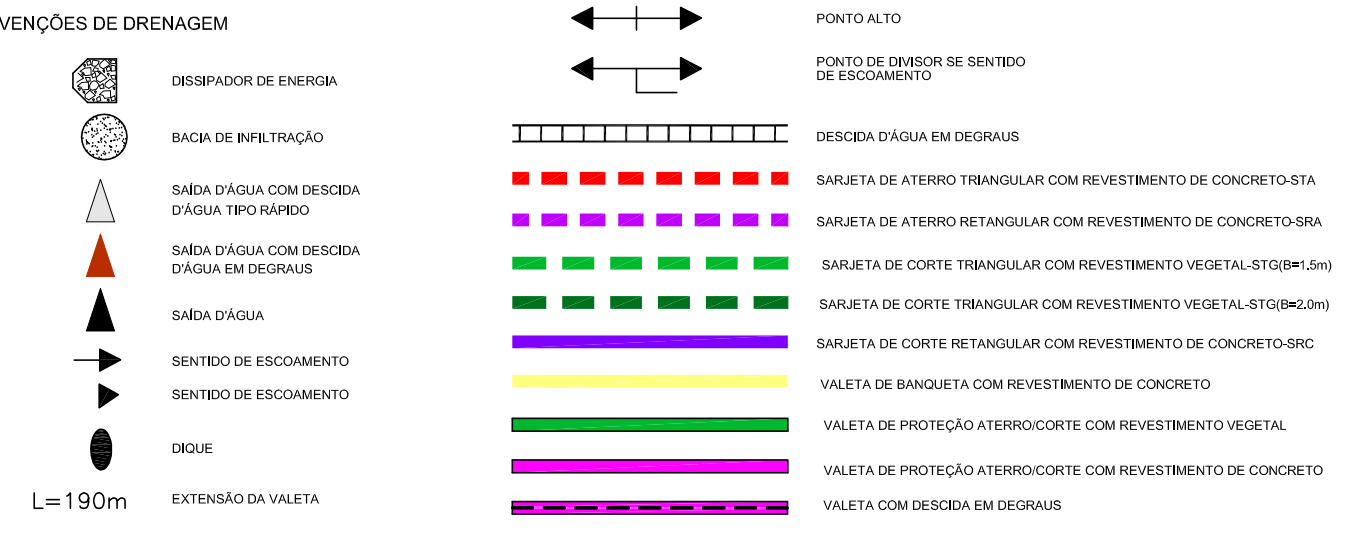 VENÇÕES DE DRENAGEM
DISSIPADOR DE ENERGIA
BACIA DE INFILTRAÇÃO
SAÍDA D'ÁGUA COM DESCIDA
D'ÁGUA TIPO RÁPIDO
SAÍDA D'ÁGUA COM DESCIDA
D'ÁGUA EM DEGRAUS
SAÍDA D'ÁGUA
SENTIDO DE ESCOAMENTO
SENTIDO DE ESCOAMENTO
DIQUE
L=190m EXTENSÃO DA VALETA
PONTO ALTO
PONTO DE DIVISOR SE SENTIDO
DE ESCOAMENTO
DESCIDA D'ÁGUA EM DEGRAUS
SARJETA DE ATERRO TRIANGULAR COM REVESTIMENTO DE CONCRETO-STA
SARJETA DE ATERRO RETANGULAR COM REVESTIMENTO DE CONCRETO-SRA
SARJETA DE CORTE TRIANGULAR COM REVESTIMENTO VEGETAL-STG(B=1.5m)
SARJETA DE CORTE TRIANGULAR COM REVESTIMENTO VEGETAL-STG(B=2.0m)
SARJETA DE CORTE RETANGULAR COM REVESTIMENTO DE CONCRETO-SRC
VALETA DE BANQUETA COM REVESTIMENTO DE CONCRETO
VALETA DE PROTEÇÃO ATERRO/CORTE COM REVESTIMENTO VEGETAL
VALETA DE PROTEÇÃO ATERRO/CORTE COM REVESTIMENTO DE CONCRETO
VALETA COM DESCIDA EM DEGRAUS